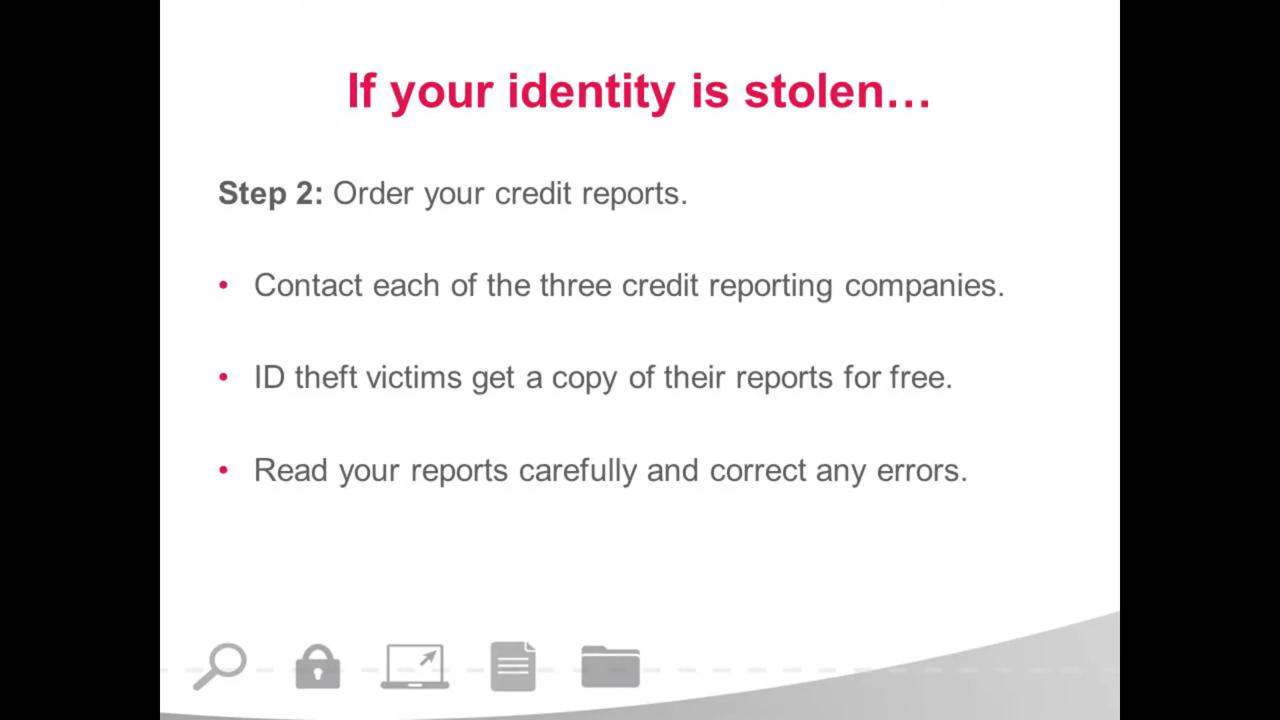 If your identity is stolen…
Step 2: Order your credit reports.
• Contact each of the three credit reporting companies.
• ID theft victims get a copy of their reports for free.
• Read your reports carefully and correct any errors.